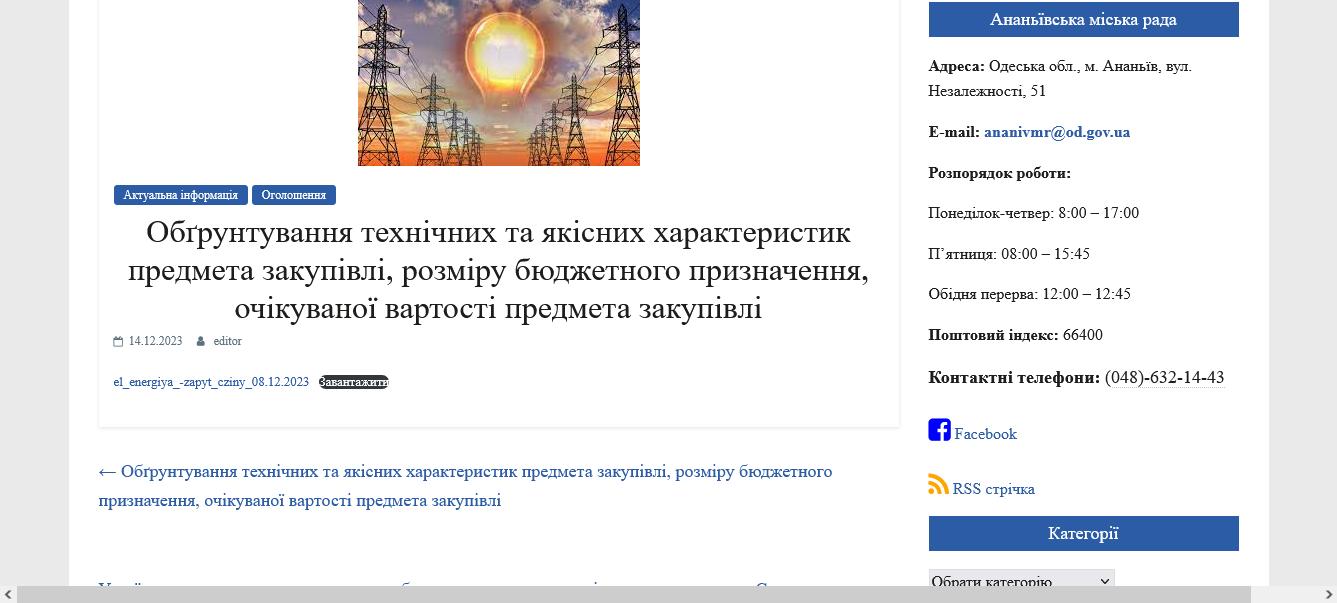 Актуальна інформація
Оголошення
Обґрунтування технічних та якісних характеристик
предмета закупівлі, розміру бюджетного призначення,
очікуваної вартості предмета закупівлі
14.12.2023 editor
el_energiya_-zapyt_cziny_08.12.2023 Завантажити
← Обґрунтування технічних та якісних характеристик предмета закупівлі, розміру бюджетного
призначення, очікуваної вартості предмета закупівлі
Ананьївська міська рада
Адреса: Одеська обл., м. Ананьїв, вул.
Незалежності, 51
E-mail: ananivmr@od.gov.ua
Розпорядок роботи:
Понеділок-четвер: 8:00 – 17:00
П’ятниця: 08:00 – 15:45
Обідня перерва: 12:00 – 12:45
Поштовий індекс: 66400
Контактні телефони: (048)-632-14-43
Facebook
RSS стрічка
Категорії
Обрати категорію